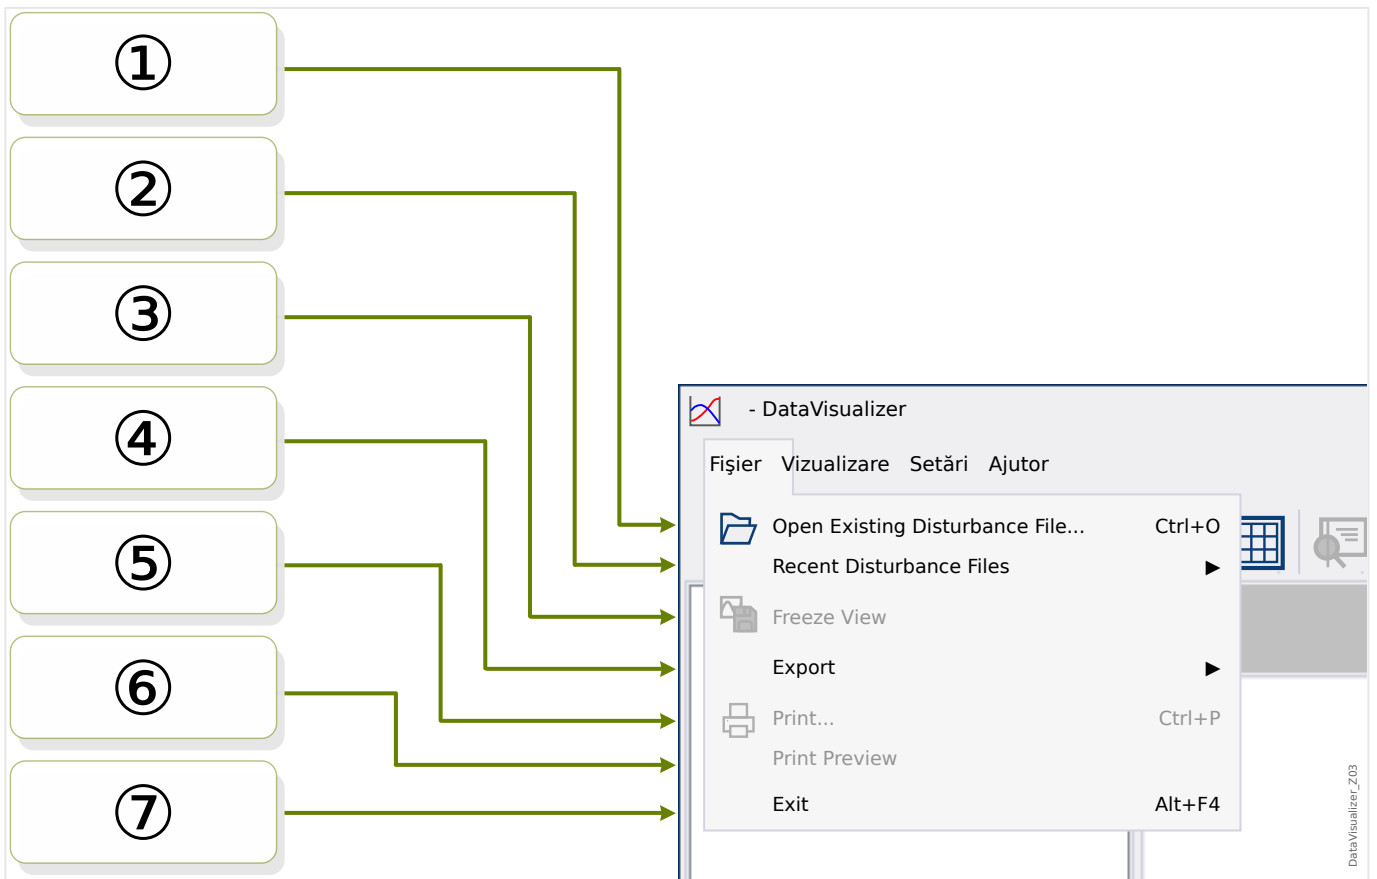 ①
②
③
④
⑤
⑥
⑦
- DataVisualizer
Fişier Vizualizare Setări Ajutor
Open Existing Disturbance File... Ctrl+O
Recent Disturbance Files ▶
Freeze View
Export ▶
Print... Ctrl+P
Print Preview
Exit Alt+F4
DataVisualizer_Z03